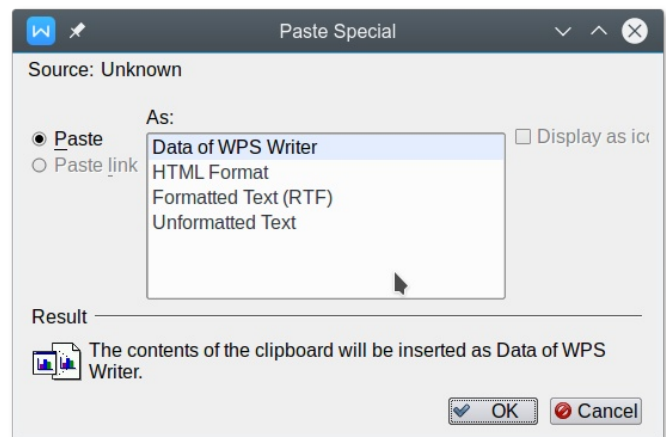 Paste Special
Source: Unknown
As:
Paste
Paste link
Data of WPS Writer
HTML Format
Formatted Text (RTF)
Unformatted Text
Display as ico
Result
The contents of the clipboard will be inserted as Data of WPS
Writer.
OK
Cancel